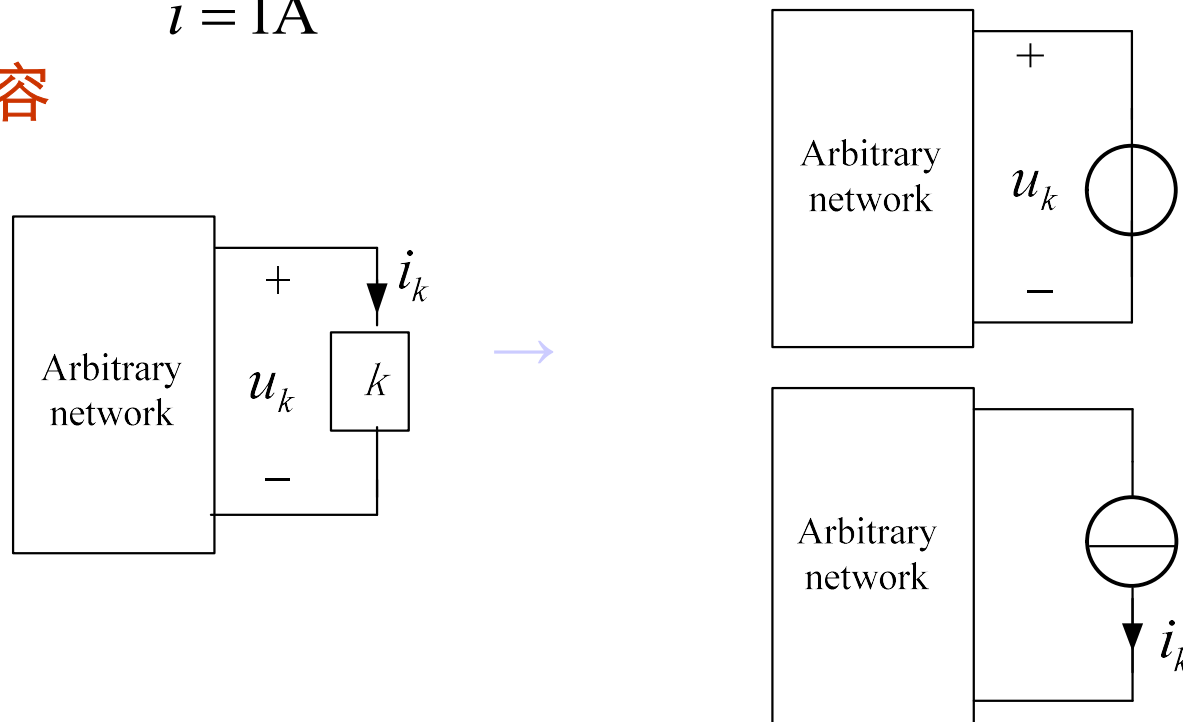 i = 1A
容
Arbitrary
network
+
u_k
−
i_k
k
→
Arbitrary
network
+
u_k
−
Arbitrary
network
i_k